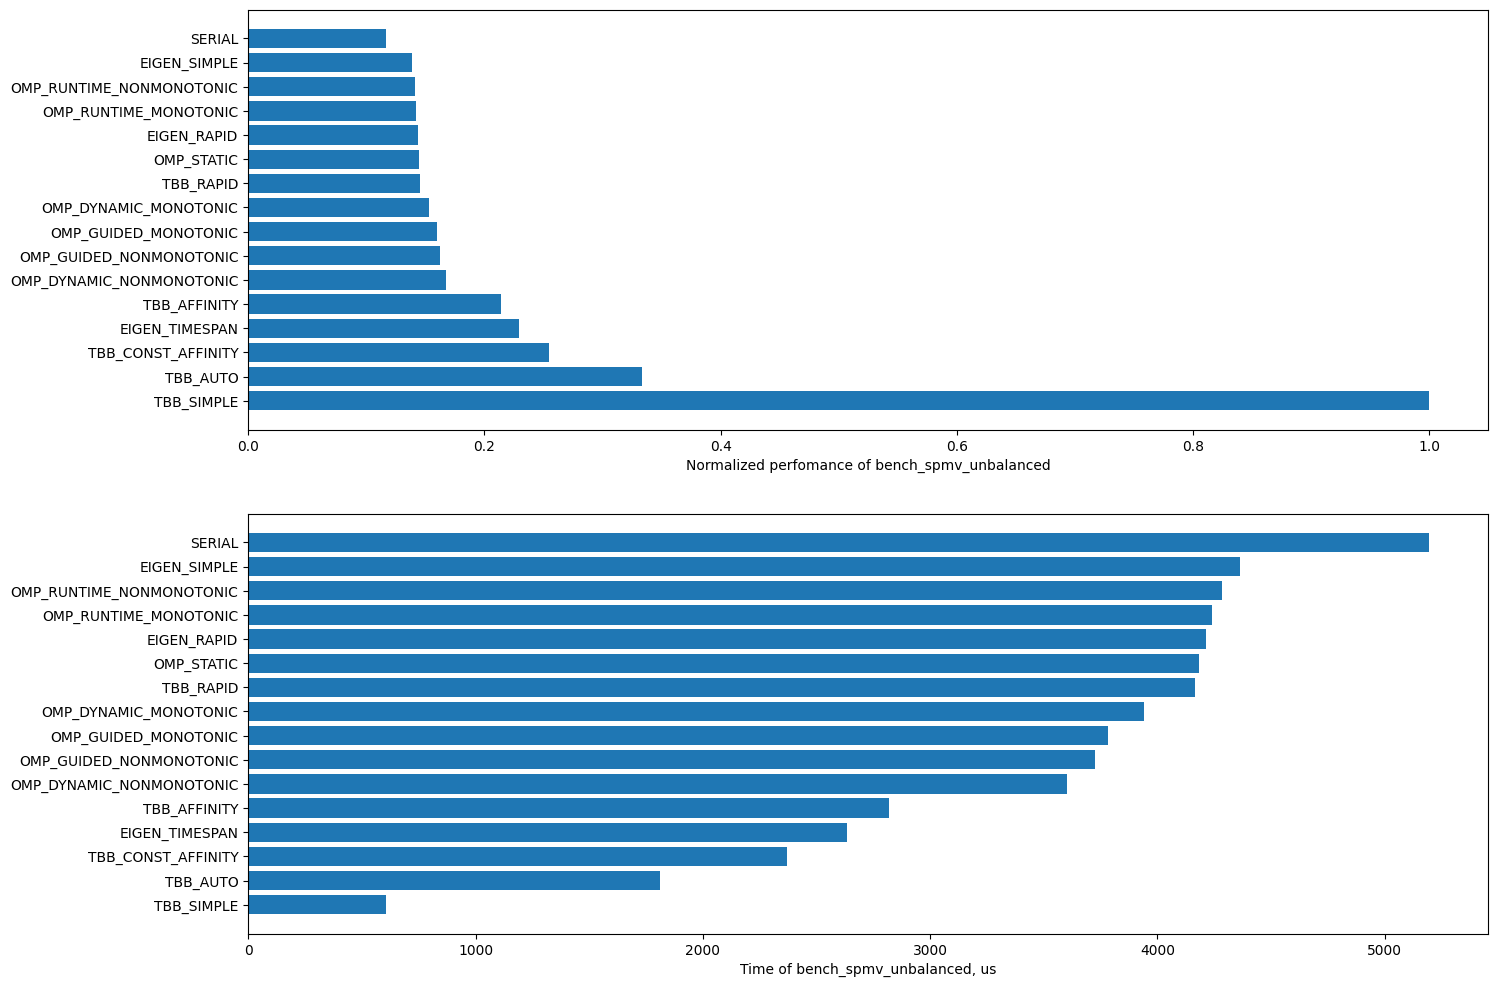 SERIAL
EIGEN_SIMPLE
OMP_RUNTIME_NONMONOTONIC
OMP_RUNTIME_MONOTONIC
EIGEN_RAPID
OMP_STATIC
TBB_RAPID
OMP_DYNAMIC_MONOTONIC
OMP_GUIDED_MONOTONIC
OMP_GUIDED_NONMONOTONIC
OMP_DYNAMIC_NONMONOTONIC
TBB_AFFINITY
EIGEN_TIMESPAN
TBB_CONST_AFFINITY
TBB_AUTO
TBB_SIMPLE
0.0 0.2 0.4 0.6 0.8 1.0
Normalized perfomance of bench_spmv_unbalanced
SERIAL
EIGEN_SIMPLE
OMP_RUNTIME_NONMONOTONIC
OMP_RUNTIME_MONOTONIC
EIGEN_RAPID
OMP_STATIC
TBB_RAPID
OMP_DYNAMIC_MONOTONIC
OMP_GUIDED_MONOTONIC
OMP_GUIDED_NONMONOTONIC
OMP_DYNAMIC_NONMONOTONIC
TBB_AFFINITY
EIGEN_TIMESPAN
TBB_CONST_AFFINITY
TBB_AUTO
TBB_SIMPLE
0 1000 2000 3000 4000 5000
Time of bench_spmv_unbalanced, us